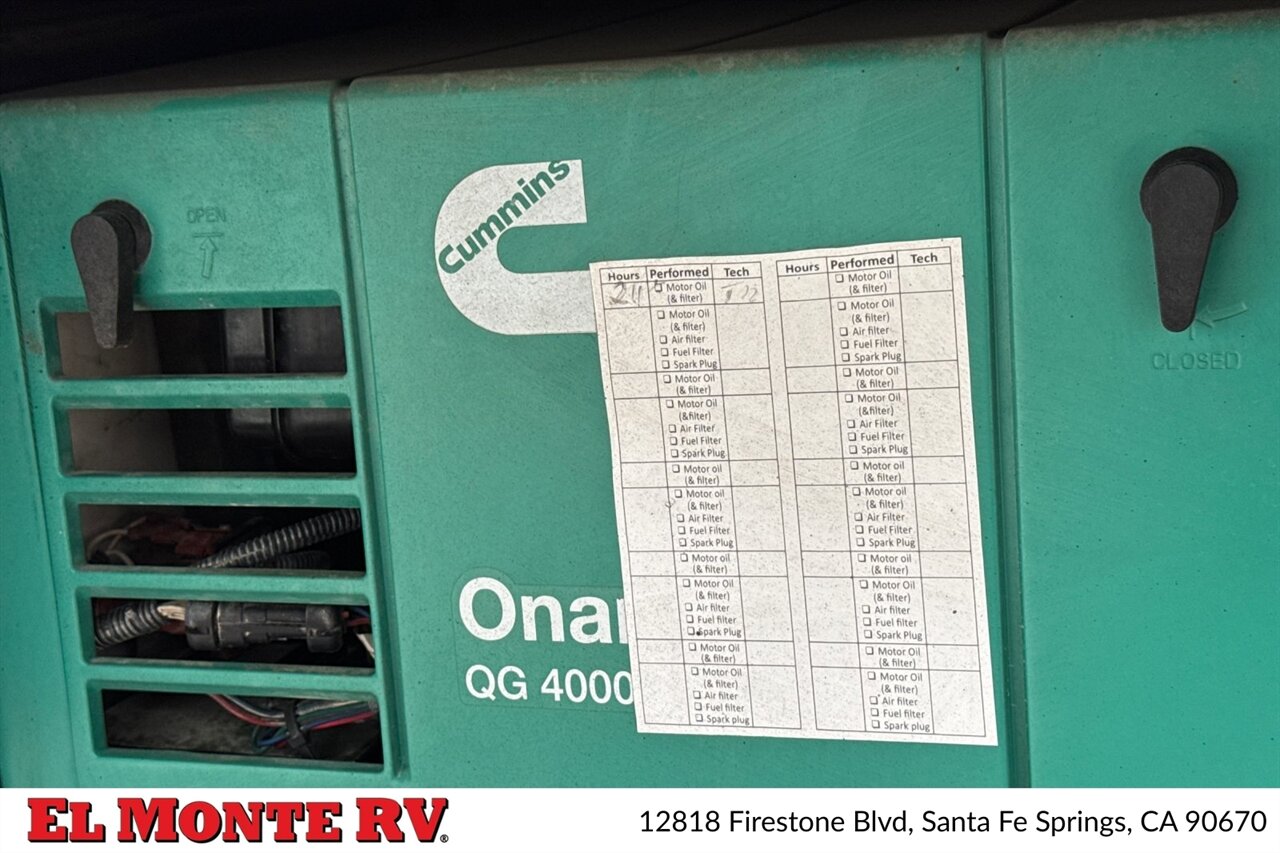 OPEN
Cummins
Hours Performed Tech
Motor Oil
(& filter)
Motor Oil
(& filter)
Air filter
Fuel Filter
Spark Plug
Motor Oil
(& filter)
Motor Oil
(&filter)
Air Filter
Fuel Filter
Spark Plug
Motor oil
(& filter)
Motor oil
(& filter)
Air Filter
Fuel Filter
Spark Plug
Motor oil
(& filter)
Motor Oil
(& filter)
Air filter
Fuel filter
Spark Plug
Motor Oil
(& filter)
Motor Oil
(& filter)
Air filter
Fuel filter
Spark plug
Hours Performed Tech
Motor Oil
(& filter)
Motor Oil
(& filter)
Air filter
Fuel Filter
Spark Plug
Motor Oil
(& filter)
Motor Oil
(&filter)
Air Filter
Fuel Filter
Spark Plug
Motor oil
(& filter)
Motor oil
(& filter)
Air Filter
Fuel Filter
Spark Plug
Motor oil
(& filter)
Motor Oil
(& filter)
Air filter
Fuel filter
Spark Plug
Motor Oil
(& filter)
Motor Oil
(& filter)
Air filter
Fuel filter
Spark plug
Onan
QG 4000
CLOSED
EL MONTE RV®
12818 Firestone Blvd, Santa Fe Springs, CA 90670